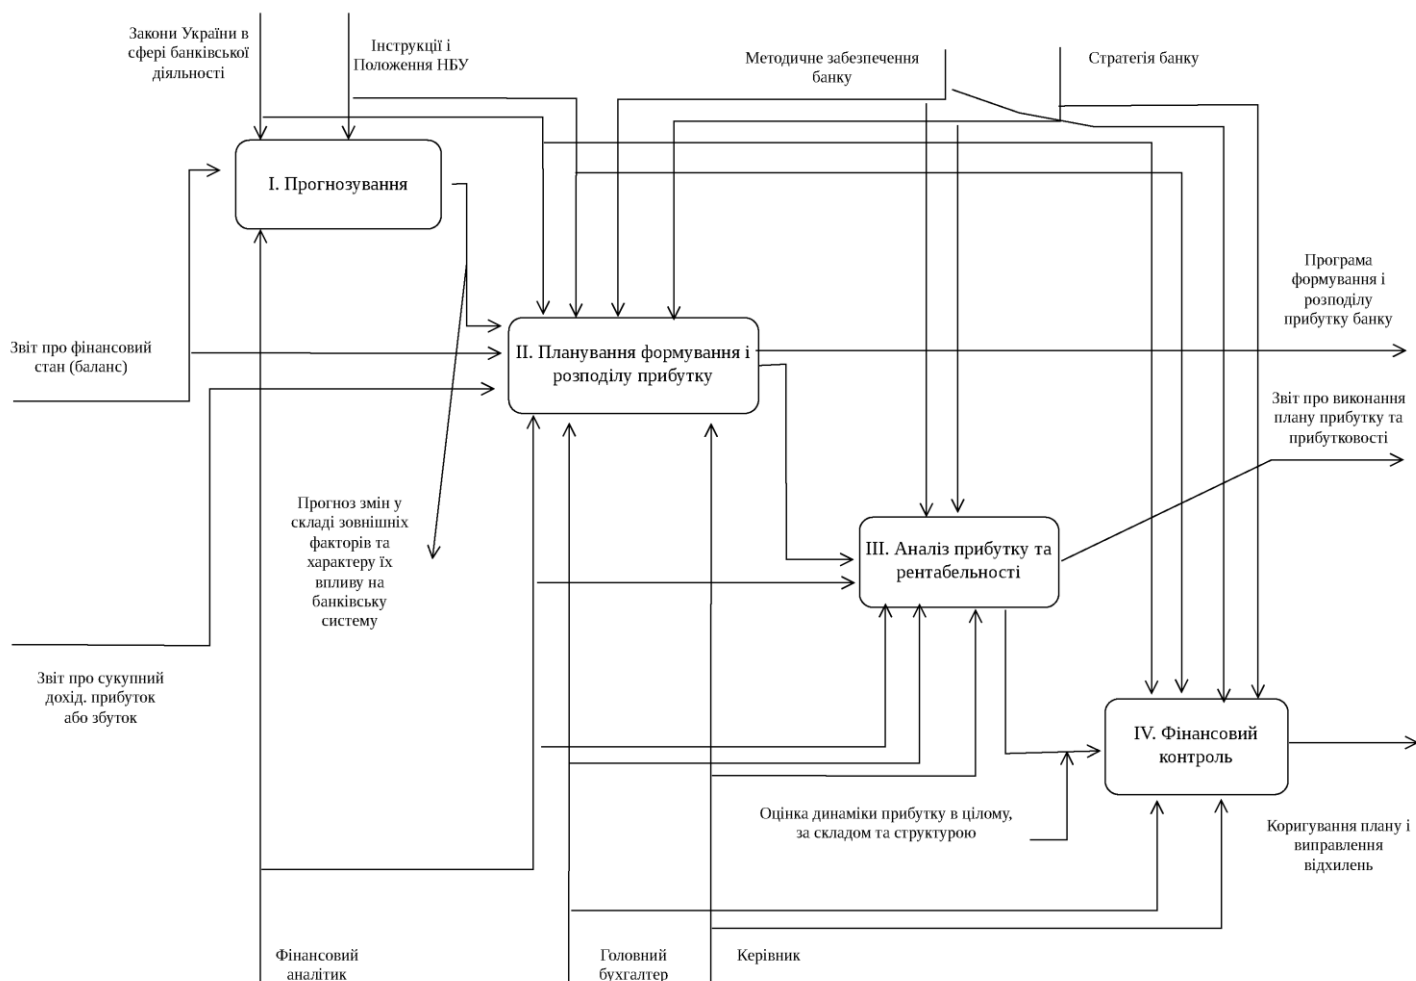 Закони України в
сфері банківської
діяльності
Інструкції і
Положення НБУ
Методичне забезпечення
банку
Стратегія банку
I. Прогнозування
Програма
формування і
розподілу
прибутку банку
Звіт про фінансовий
стан (баланс)
II. Планування формування і
розподілу прибутку
Звіт про виконання
плану прибутку та
прибутковості
Прогноз змін у
складі зовнішніх
факторів та
характеру їх
впливу на
банківську
систему
III. Аналіз прибутку та
рентабельності
Звіт про сукупний
дохід. прибуток
або збуток
IV. Фінансовий
контроль
Оцінка динаміки прибутку в цілому,
за складом та структурою
Коригування плану і
виправлення
відхилень
Фінансовий
аналітик
Головний
бухгалтер
Керівник